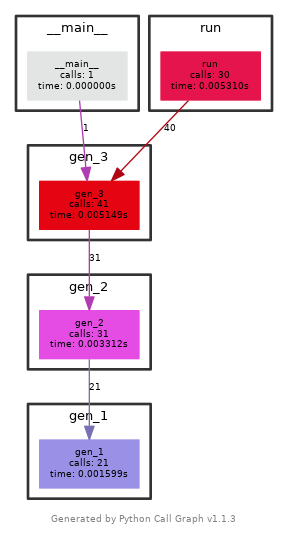 __main__
__main__
calls: 1
time: 0.000000s
run
run
calls: 30
time: 0.005310s
1
40
gen_3
gen_3
calls: 41
time: 0.005149s
31
gen_2
gen_2
calls: 31
time: 0.003312s
21
gen_1
gen_1
calls: 21
time: 0.001599s
Generated by Python Call Graph v1.1.3